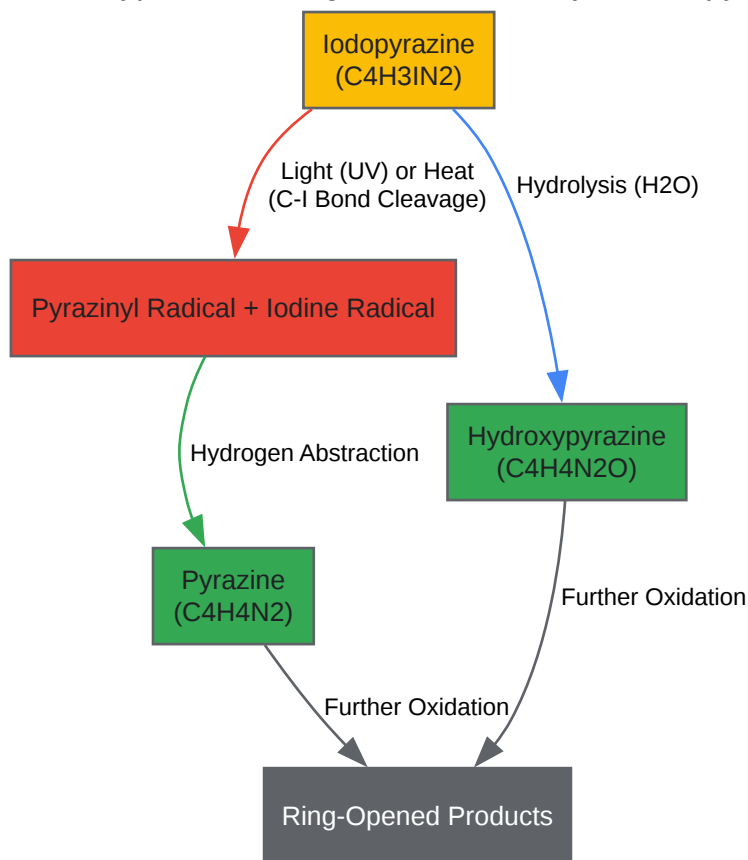 Iodopyrazine
(C4H3IN2)
Light (UV) or Heat
(C-I Bond Cleavage)
Hydrolysis (H2O)
Pyrazinyl Radical + Iodine Radical
Hydroxypyrazine
(C4H4N2O)
Hydrogen Abstraction
Pyrazine
(C4H4N2)
Further Oxidation
Further Oxidation
Ring-Opened Products